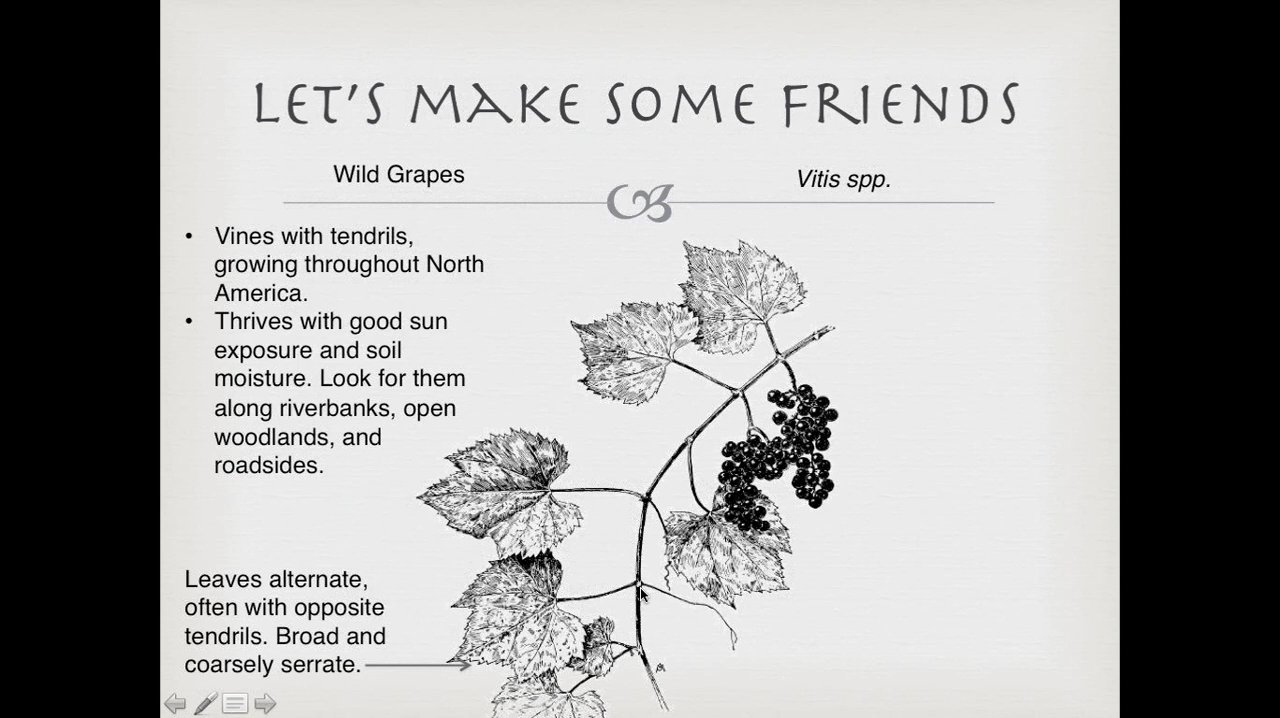 LET'S MAKE SOME FRIENDS
Wild Grapes
Vitis spp.
• Vines with tendrils,
growing throughout North
America.
• Thrives with good sun
exposure and soil
moisture. Look for them
along riverbanks, open
woodlands, and
roadsides.
Leaves alternate,
often with opposite
tendrils. Broad and
coarsely serrate.